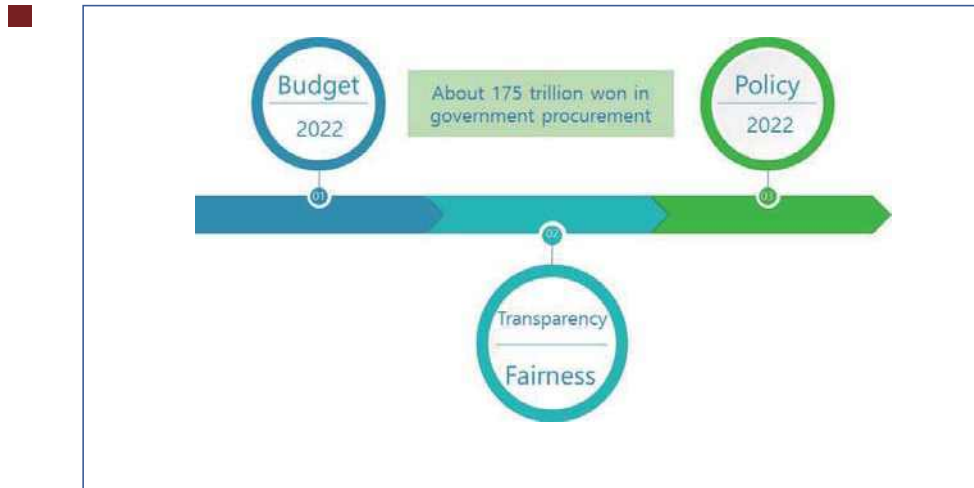 Budget
2022
About 175 trillion won in
government procurement
Policy
2022
01
03
02
Transparency
Fairness